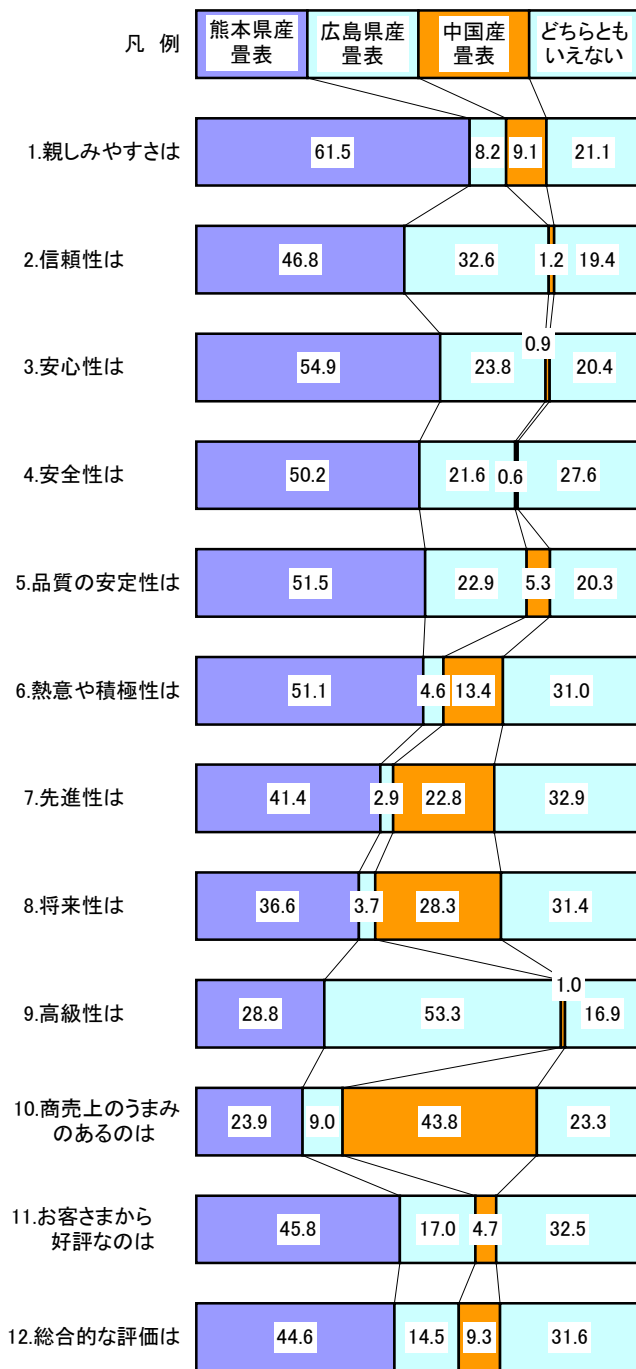 凡 例
熊本県産
畳表
広島県産
畳表
中国産
畳表
どちらとも
いえない
1.親しみやすさは
61.5 8.2 9.1 21.1
2.信頼性は
46.8 32.6 1.2 19.4
3.安心性は
54.9 23.8 0.9 20.4
4.安全性は
50.2 21.6 0.6 27.6
5.品質の安定性は
51.5 22.9 5.3 20.3
6.熱意や積極性は
51.1 4.6 13.4 31.0
7.先進性は
41.4 2.9 22.8 32.9
8.将来性は
36.6 3.7 28.3 31.4
9.高級性は
28.8 53.3 1.0 16.9
10.商売上のうまみ
のあるのは
23.9 9.0 43.8 23.3
11.お客さまから
好評なのは
45.8 17.0 4.7 32.5
12.総合的な評価は
44.6 14.5 9.3 31.6